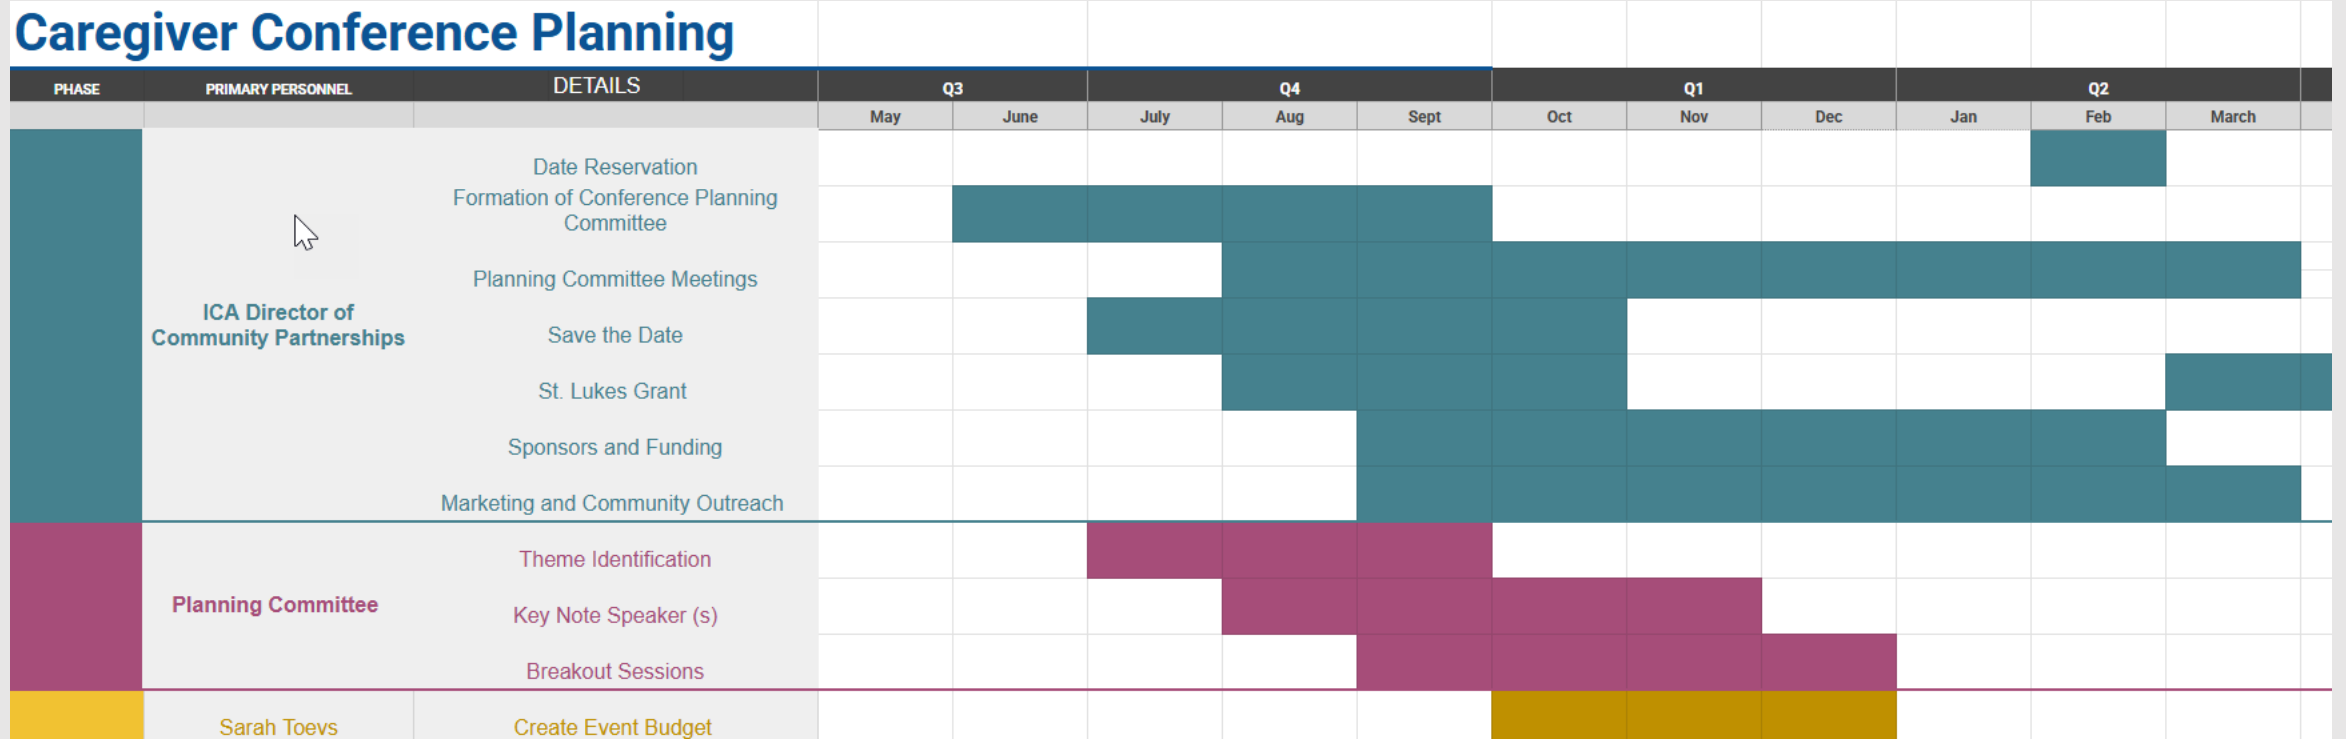 Caregiver Conference Planning
PHASE PRIMARY PERSONNEL DETAILS Q3 Q4 Q1 Q2
May June July Aug Sept Oct Nov Dec Jan Feb March
Date Reservation
Formation of Conference Planning
Committee
Planning Committee Meetings
ICA Director of
Community Partnerships
Save the Date
St. Lukes Grant
Sponsors and Funding
Marketing and Community Outreach
Theme Identification
Planning Committee
Key Note Speaker (s)
Breakout Sessions
Sarah Toevs Create Event Budget